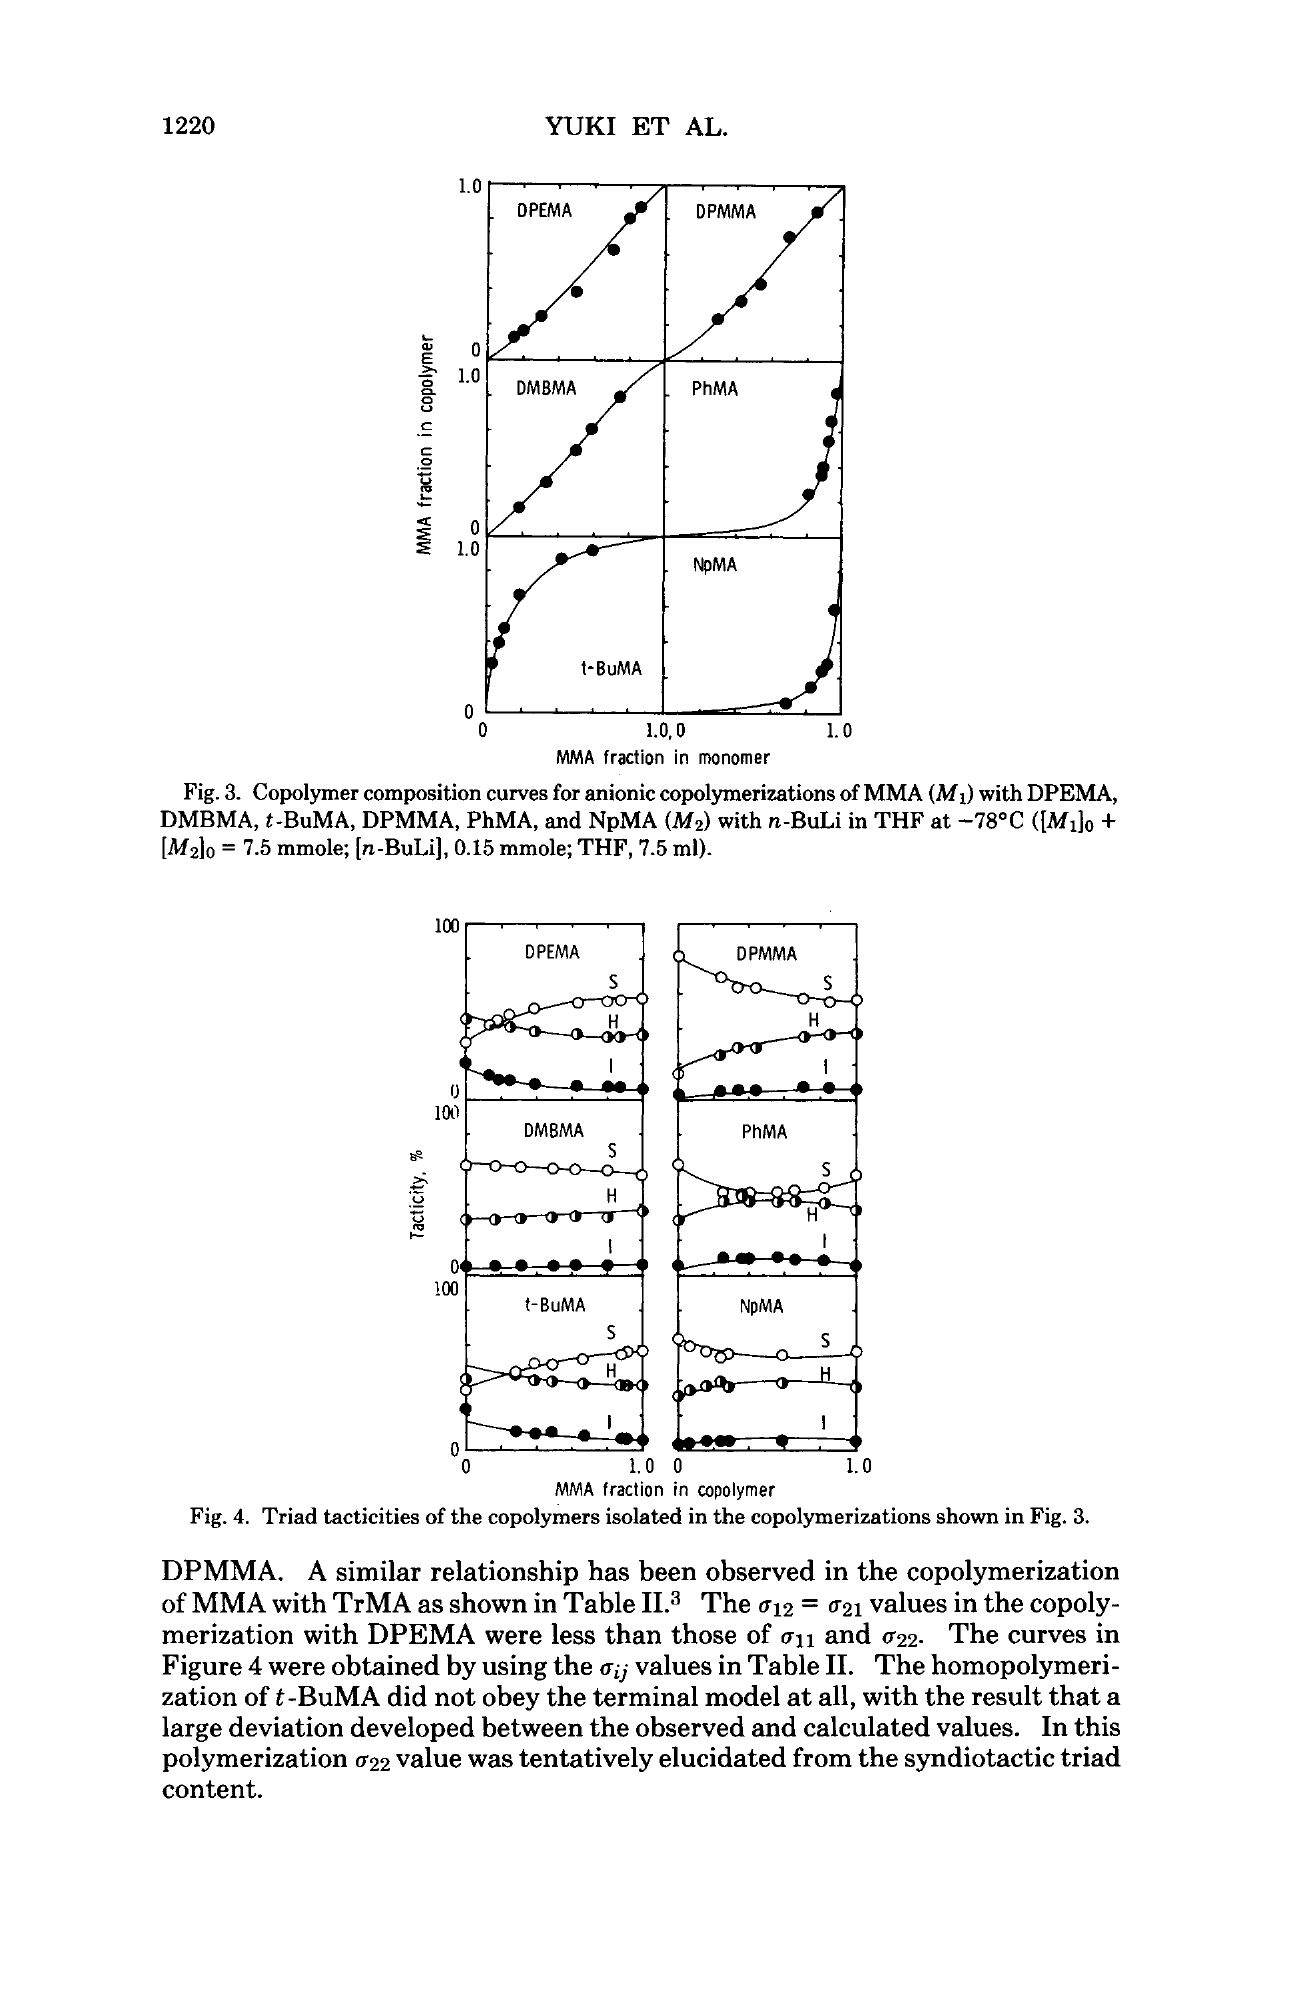 1220 YUKI ET AL.
1.0
DPEMA
DPMMA
0
1.0
DMBMA
PhMA
0
1.0
NpMA
t-BuMA
0
0 1.0,0 1.0
MMA fraction in copolymer
MMA fraction in monomer
Fig. 3. Copolymer composition curves for anionic copolymerizations of MMA (M1) with DPEMA,
DMBMA, t-BuMA, DPMMA, PhMA, and NpMA (M2) with n-BuLi in THF at −78°C ([M1]0 +
[M2]0 = 7.5 mmole; [n-BuLi], 0.15 mmole; THF, 7.5 ml).
100
DPEMA
S
H
I
0
DPMMA
S
H
I
100
DMBMA
S
H
I
0
PhMA
S
H
I
100
t-BuMA
S
H
I
0
NpMA
S
H
I
0 1.0 0 1.0
Tacticity, %
MMA fraction in copolymer
Fig. 4. Triad tacticities of the copolymers isolated in the copolymerizations shown in Fig. 3.
DPMMA. A similar relationship has been observed in the copolymerization
of MMA with TrMA as shown in Table II.³ The σ12 = σ21 values in the copoly-
merization with DPEMA were less than those of σ11 and σ22. The curves in
Figure 4 were obtained by using the σij values in Table II. The homopolymeri-
zation of t-BuMA did not obey the terminal model at all, with the result that a
large deviation developed between the observed and calculated values. In this
polymerization σ22 value was tentatively elucidated from the syndiotactic triad
content.